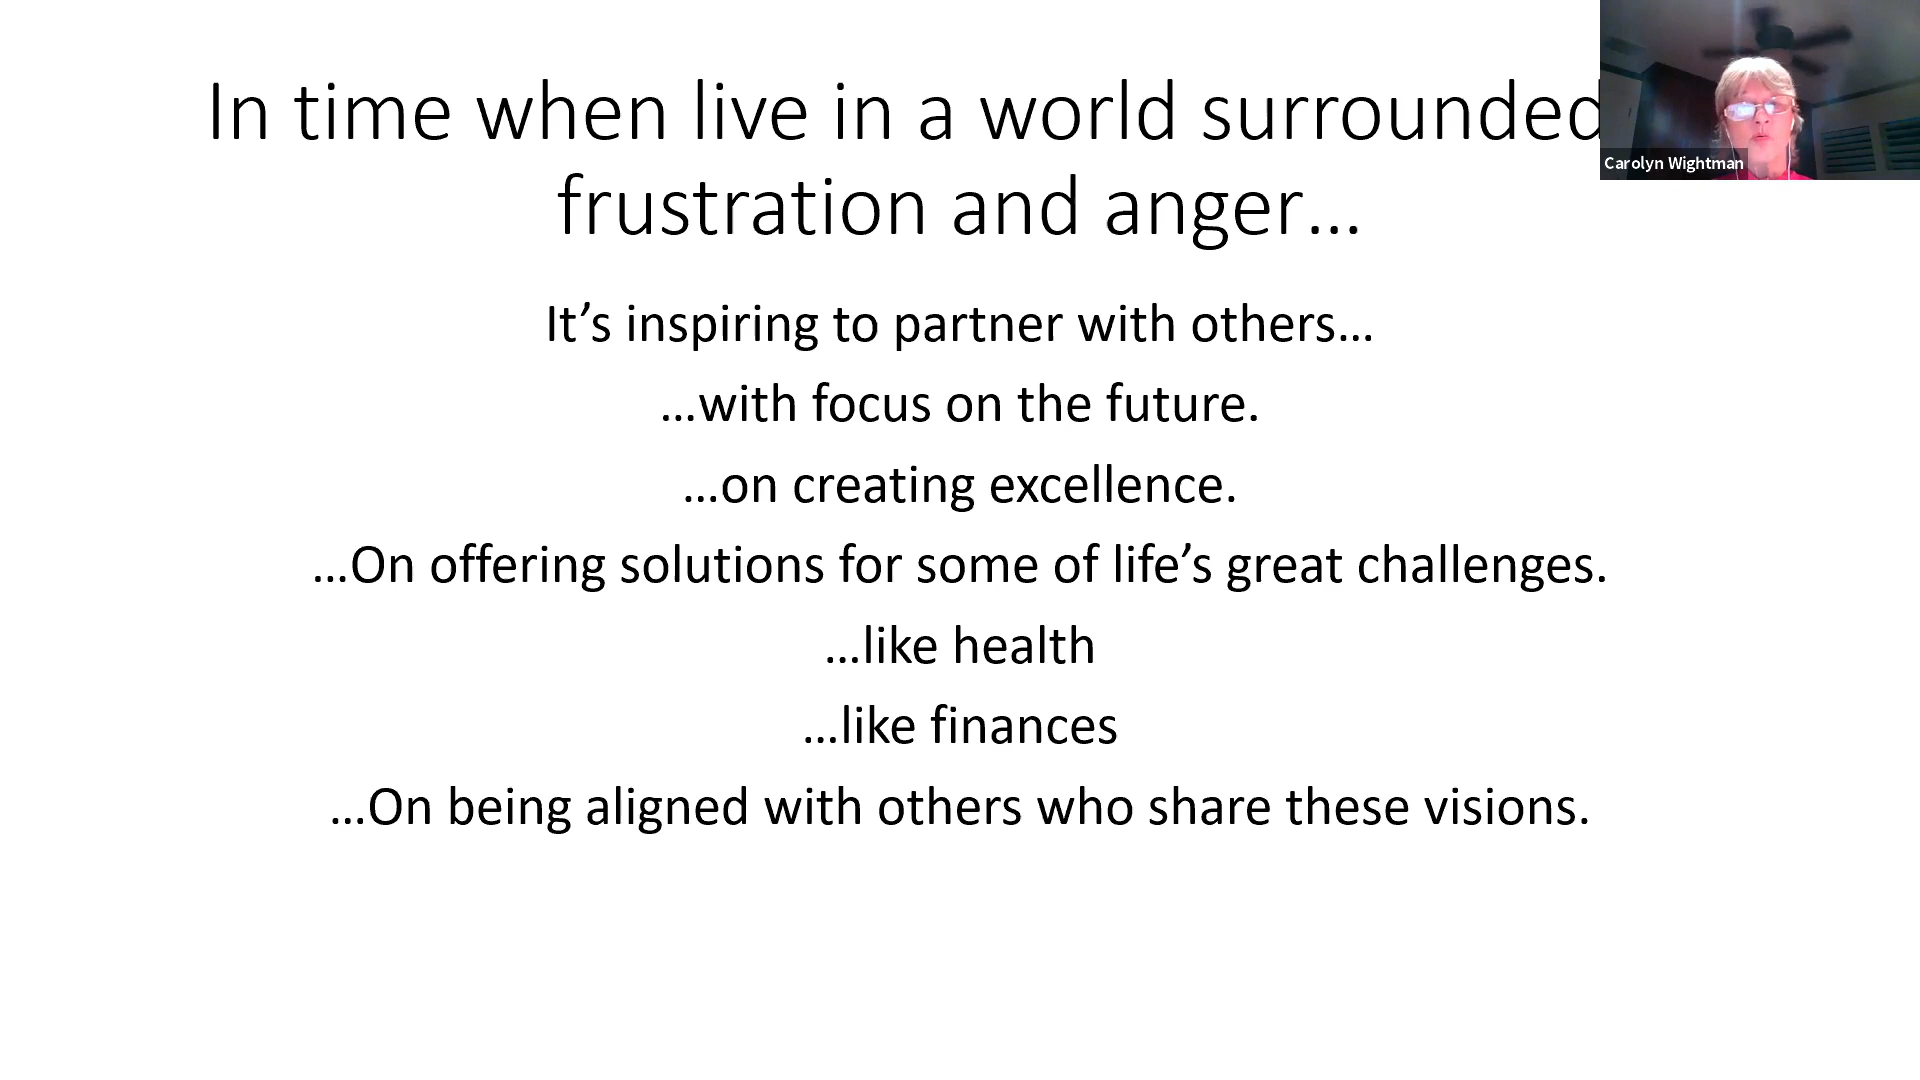 In time when live in a world surrounded
frustration and anger…
It’s inspiring to partner with others…
…with focus on the future.
…on creating excellence.
…On offering solutions for some of life’s great challenges.
…like health
…like finances
…On being aligned with others who share these visions.
Carolyn Wightman